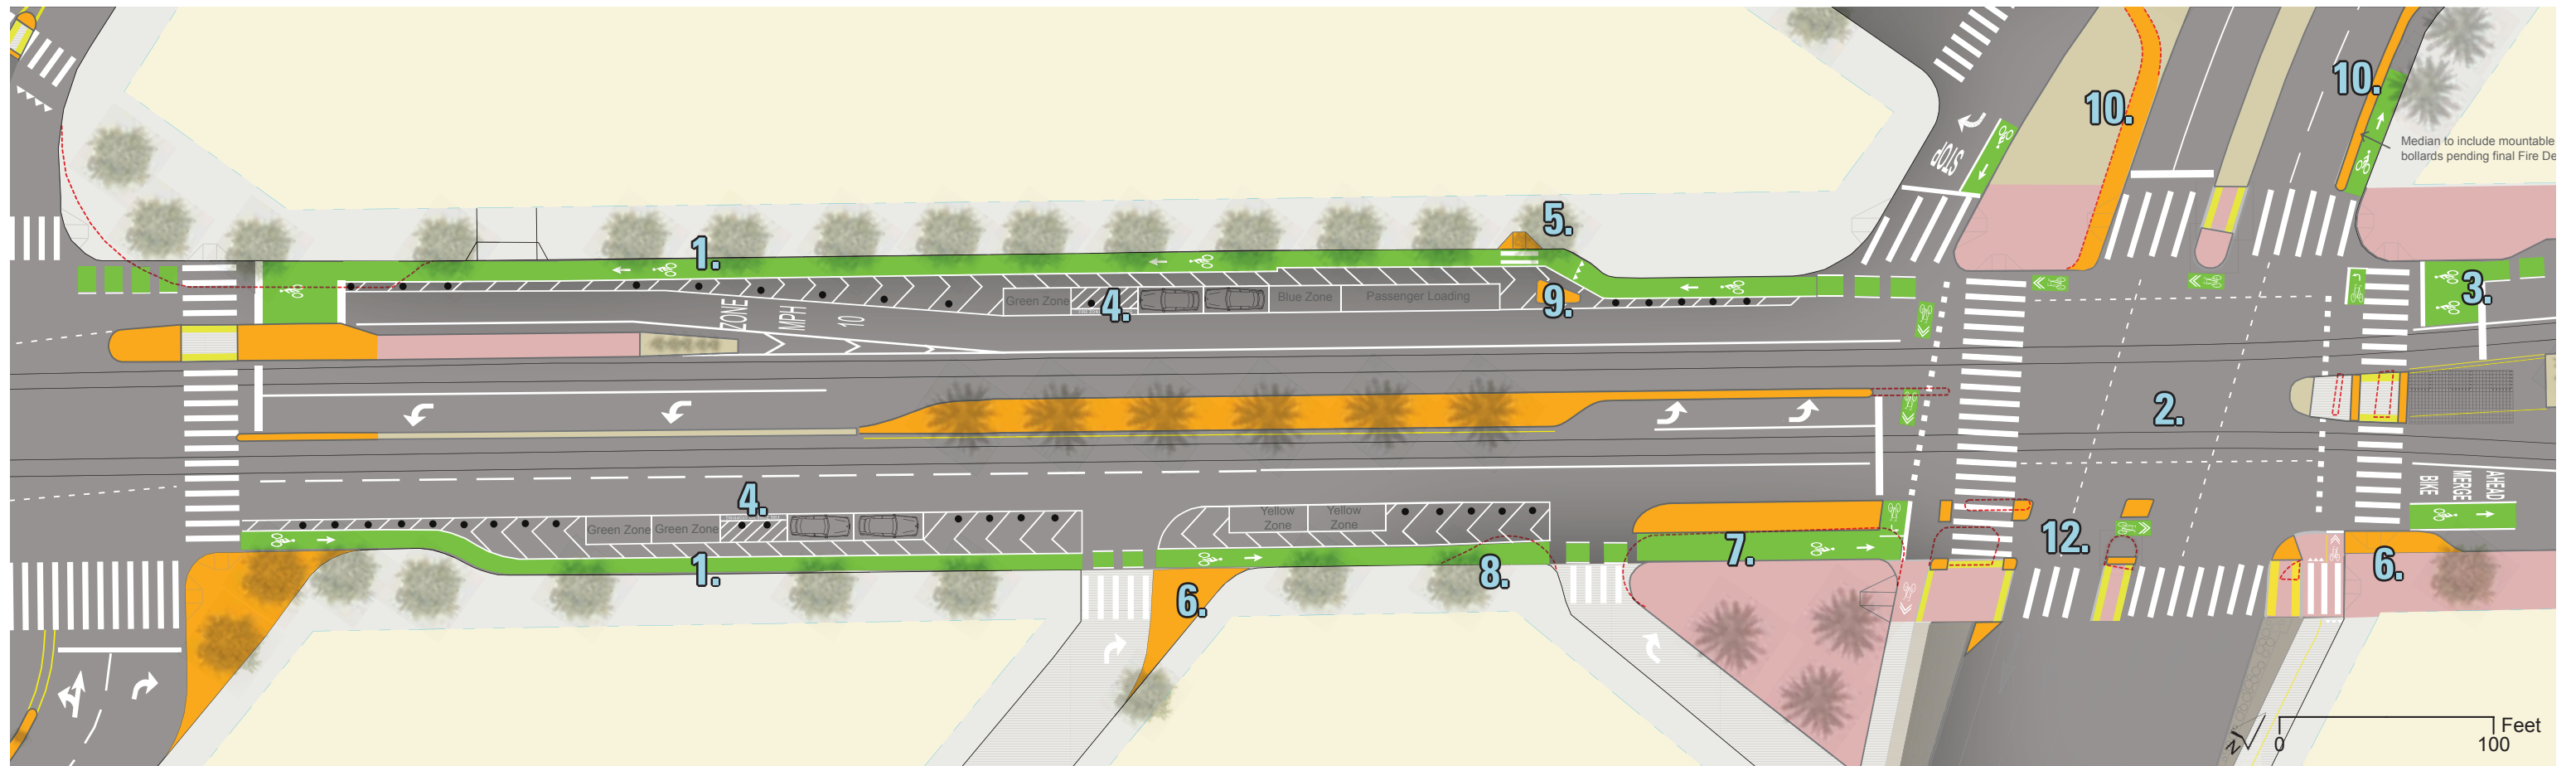 10.
10.
Median to include mountable
bollards pending final Fire De
STOP
5.
1.
Green Zone
4.
Blue Zone
Passenger Loading
9.
3.
ZONE
MPH
10
2.
4.
BIKE
MERGE
AHEAD
Green Zone
Green Zone
Yellow
Zone
Yellow
Zone
12.
7.
1.
8.
6.
6.
N
Feet
0
100